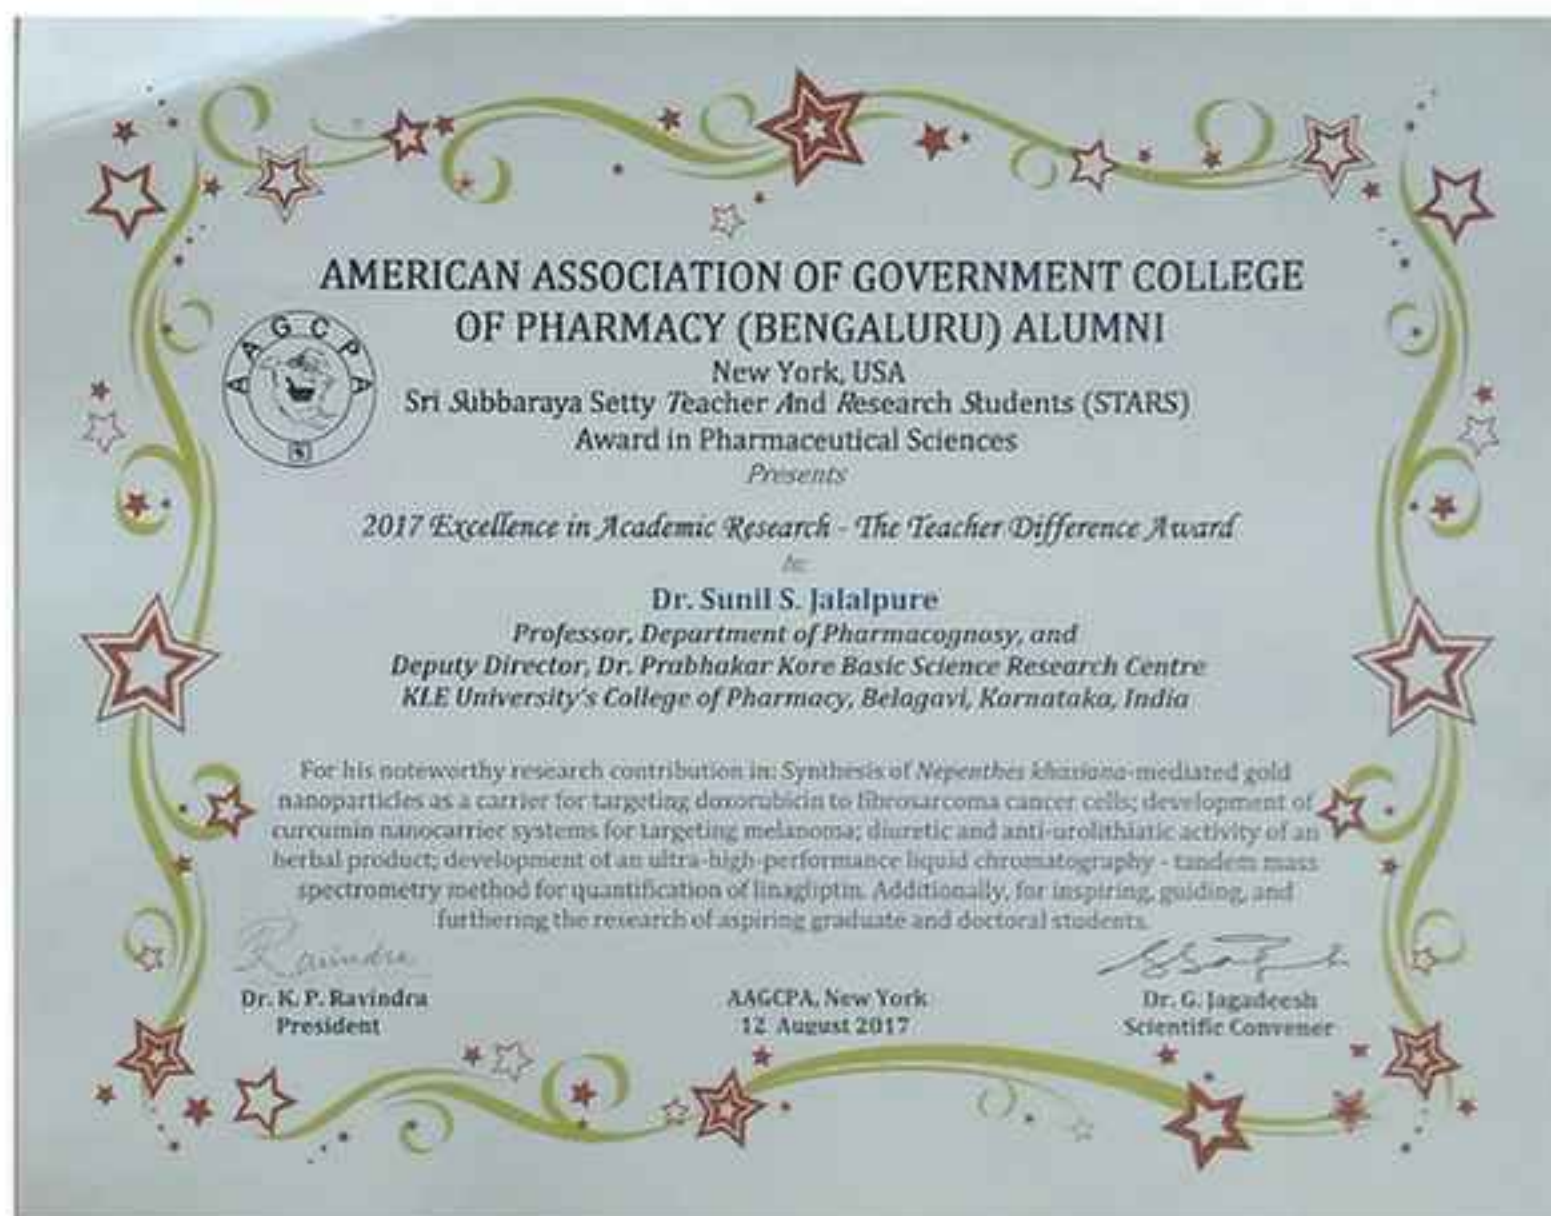 AMERICAN ASSOCIATION OF GOVERNMENT COLLEGE
OF PHARMACY (BENGALURU) ALUMNI
AAGCPA
New York, USA
Sri Subbaraya Setty Teacher And Research Students (STARS)
Award in Pharmaceutical Sciences
Presents
2017 Excellence in Academic Research - The Teacher Difference Award
to:
Dr. Sunil S. Jalalpure
Professor, Department of Pharmacognosy, and
Deputy Director, Dr. Prabhakar Kore Basic Science Research Centre
KLE University's College of Pharmacy, Belagavi, Karnataka, India
For his noteworthy research contribution in: Synthesis of Nepenthes khasiana-mediated gold
nanoparticles as a carrier for targeting doxorubicin to fibrosarcoma cancer cells; development of
curcumin nanocarrier systems for targeting melanoma; diuretic and anti-urolithiatic activity of an
herbal product; development of an ultra-high-performance liquid chromatography - tandem mass
spectrometry method for quantification of linagliptin. Additionally, for inspiring, guiding, and
furthering the research of aspiring graduate and doctoral students.
Ravindra
Dr. K. P. Ravindra
President
AAGCPA, New York
12 August 2017
Dr. G. Jagadeesh
Scientific Convener